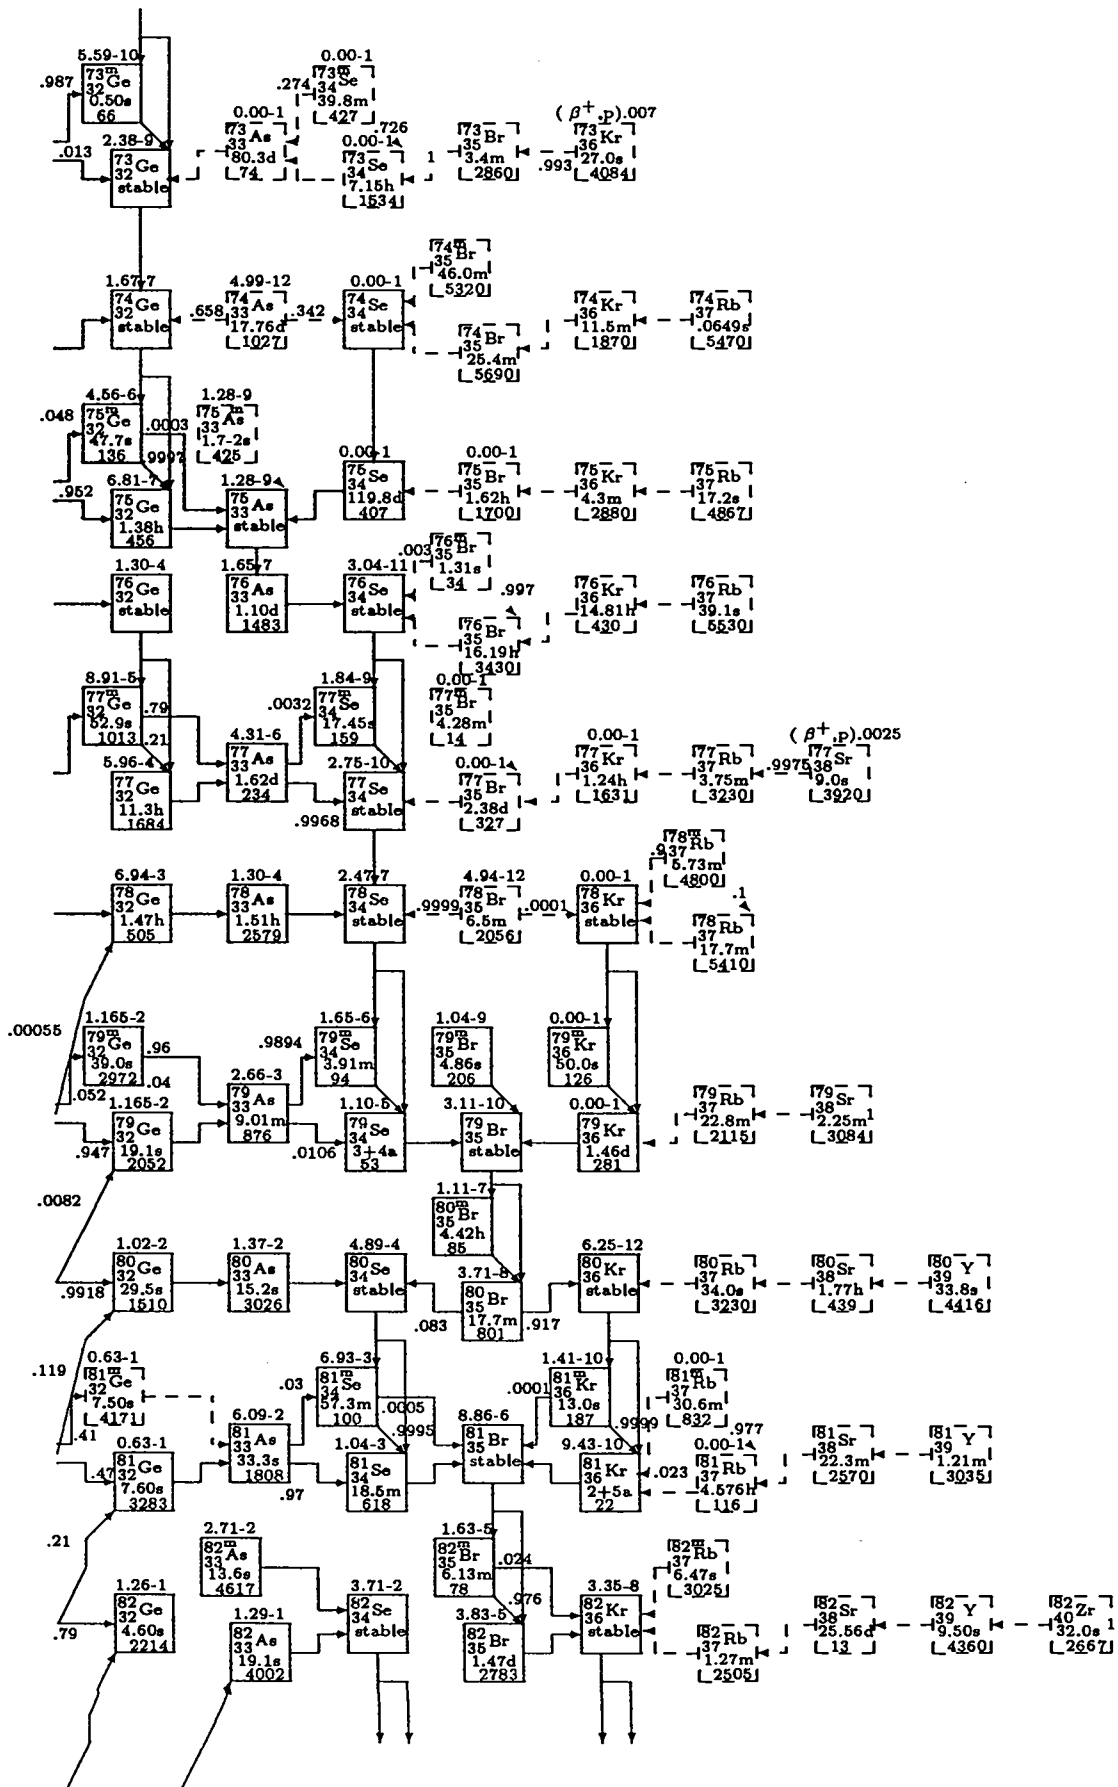 5.59-10
0.00-1
.987
73 m
32 Ge
0.50s
66
.274
73 m
34 Se
39.8m
427
2.38-9
.013
73
32 Ge
stable
0.00-1
73
33 As
80.3d
74
0.00-1
.726
73
34 Se
7.15h
1534
1
73
35 Br
3.4m
2860
(β+,p).007
.993
73
36 Kr
27.0s
4084
1.67-7
74
32 Ge
stable
.658
4.99-12
74
33 As
17.76d
1027
.342
0.00-1
74
34 Se
stable
74 m
35 Br
46.0m
5320
74
35 Br
25.4m
5690
74
36 Kr
11.5m
1870
74
37 Rb
.0649s
5470
4.56-6
.048
75 m
32 Ge
47.7s
136
.0003
.9997
1.28-9
75 m
33 As
1.7-2s
425
6.81-7
.952
75
32 Ge
1.38h
456
1.28-9
75
33 As
stable
0.00-1
75
34 Se
119.8d
407
0.00-1
75
35 Br
1.62h
1700
75
36 Kr
4.3m
2880
75
37 Rb
17.2s
4867
1.30-4
76
32 Ge
stable
1.65-7
76
33 As
1.10d
1483
3.04-11
76
34 Se
stable
.003
76 m
35 Br
1.31s
34
.997
76
35 Br
16.19h
3430
76
36 Kr
14.81h
430
76
37 Rb
39.1s
5530
8.91-5
77 m
32 Ge
52.9s
1013
.79
.21
5.96-4
77
32 Ge
11.3h
1684
4.31-6
77
33 As
1.62d
234
.0032
.9968
1.84-9
77 m
34 Se
17.45s
159
2.75-10
77
34 Se
stable
0.00-1
77 m
35 Br
4.28m
14
0.00-1
77
35 Br
2.38d
327
0.00-1
77
36 Kr
1.24h
1631
77
37 Rb
3.75m
3230
(β+,p).0025
.9975
77
38 Sr
9.0s
3920
6.94-3
78
32 Ge
1.47h
505
1.30-4
78
33 As
1.51h
2579
2.47-7
78
34 Se
stable
.9999
4.94-12
78
35 Br
6.5m
2056
.0001
0.00-1
78
36 Kr
stable
.9
78 m
37 Rb
5.73m
4800
.1
78
37 Rb
17.7m
5410
.00055
1.165-2
79 m
32 Ge
39.0s
2972
.96
.04
.052
1.165-2
.947
79
32 Ge
19.1s
2052
2.66-3
79
33 As
9.01m
876
.9894
.0106
1.65-6
79 m
34 Se
3.91m
94
1.10-5
79
34 Se
3+4a
53
1.04-9
79 m
35 Br
4.86s
206
3.11-10
79
35 Br
stable
0.00-1
79 m
36 Kr
50.0s
126
0.00-1
79
36 Kr
1.46d
281
79
37 Rb
22.8m
2115
79
38 Sr
2.25m
3084
1
.0082
1.11-7
80 m
35 Br
4.42h
85
1.02-2
.9918
80
32 Ge
29.5s
1510
1.37-2
80
33 As
15.2s
3026
4.89-4
80
34 Se
stable
.083
3.71-8
80
35 Br
17.7m
801
.917
6.25-12
80
36 Kr
stable
80
37 Rb
34.0s
3230
80
38 Sr
1.77h
439
80
39 Y
33.8s
4416
.119
0.63-1
81 m
32 Ge
7.50s
4171
.41
0.63-1
.47
81
32 Ge
7.60s
3283
6.09-2
81
33 As
33.3s
1808
.03
.97
6.93-3
81 m
34 Se
57.3m
100
.0005
.9995
1.04-3
81
34 Se
18.5m
618
8.86-6
81
35 Br
stable
.0001
1.41-10
81 m
36 Kr
13.0s
187
.9999
9.43-10
81
36 Kr
2+5a
22
0.00-1
81 m
37 Rb
30.6m
832
.977
.023
0.00-1
81
37 Rb
4.576h
116
81
38 Sr
22.3m
2570
81
39 Y
1.21m
3035
.21
1.26-1
.79
82
32 Ge
4.60s
2214
2.71-2
82 m
33 As
13.6s
4617
1.29-1
82
33 As
19.1s
4002
3.71-2
82
34 Se
stable
1.63-5
82 m
35 Br
6.13m
78
.024
.976
3.83-5
82
35 Br
1.47d
2783
3.35-8
82
36 Kr
stable
82 m
37 Rb
6.47s
3025
82
37 Rb
1.27m
2505
82
38 Sr
25.56d
13
82
39 Y
9.50s
4360
82
40 Zr
32.0s
2667
1